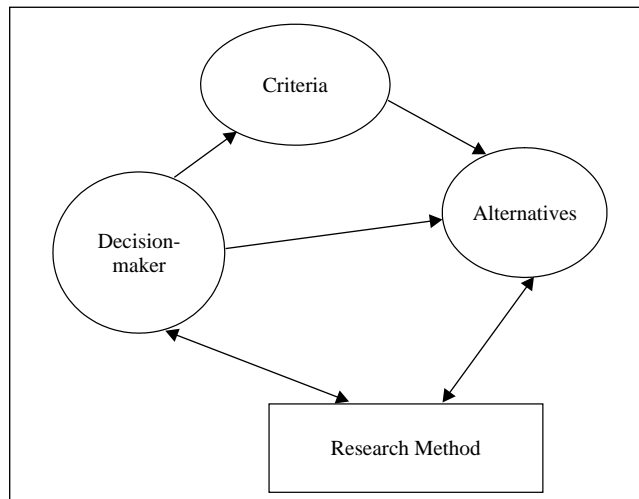 Criteria
Alternatives
Decision-
maker
Research Method